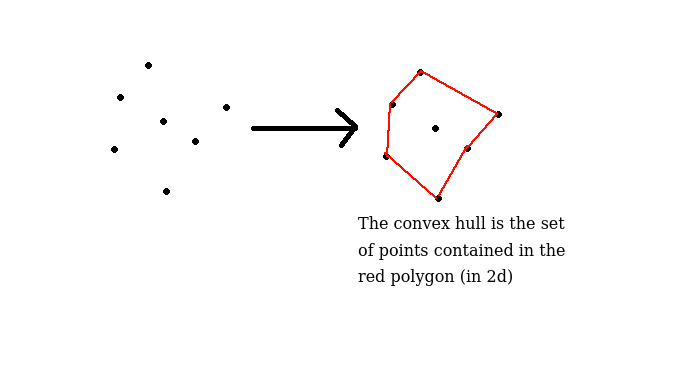 The convex hull is the set
of points contained in the
red polygon (in 2d)